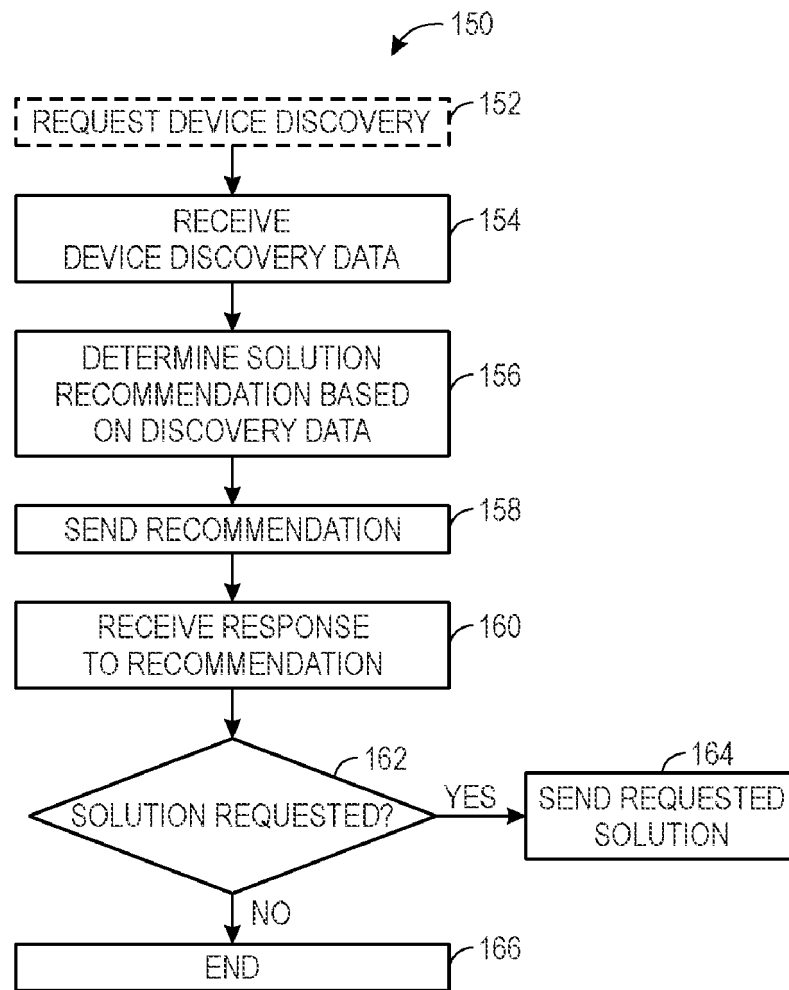 150
REQUEST DEVICE DISCOVERY
152
RECEIVE
DEVICE DISCOVERY DATA
154
DETERMINE SOLUTION
RECOMMENDATION BASED
ON DISCOVERY DATA
156
SEND RECOMMENDATION
158
RECEIVE RESPONSE
TO RECOMMENDATION
160
SOLUTION REQUESTED?
162
YES
164
SEND REQUESTED
SOLUTION
NO
END
166